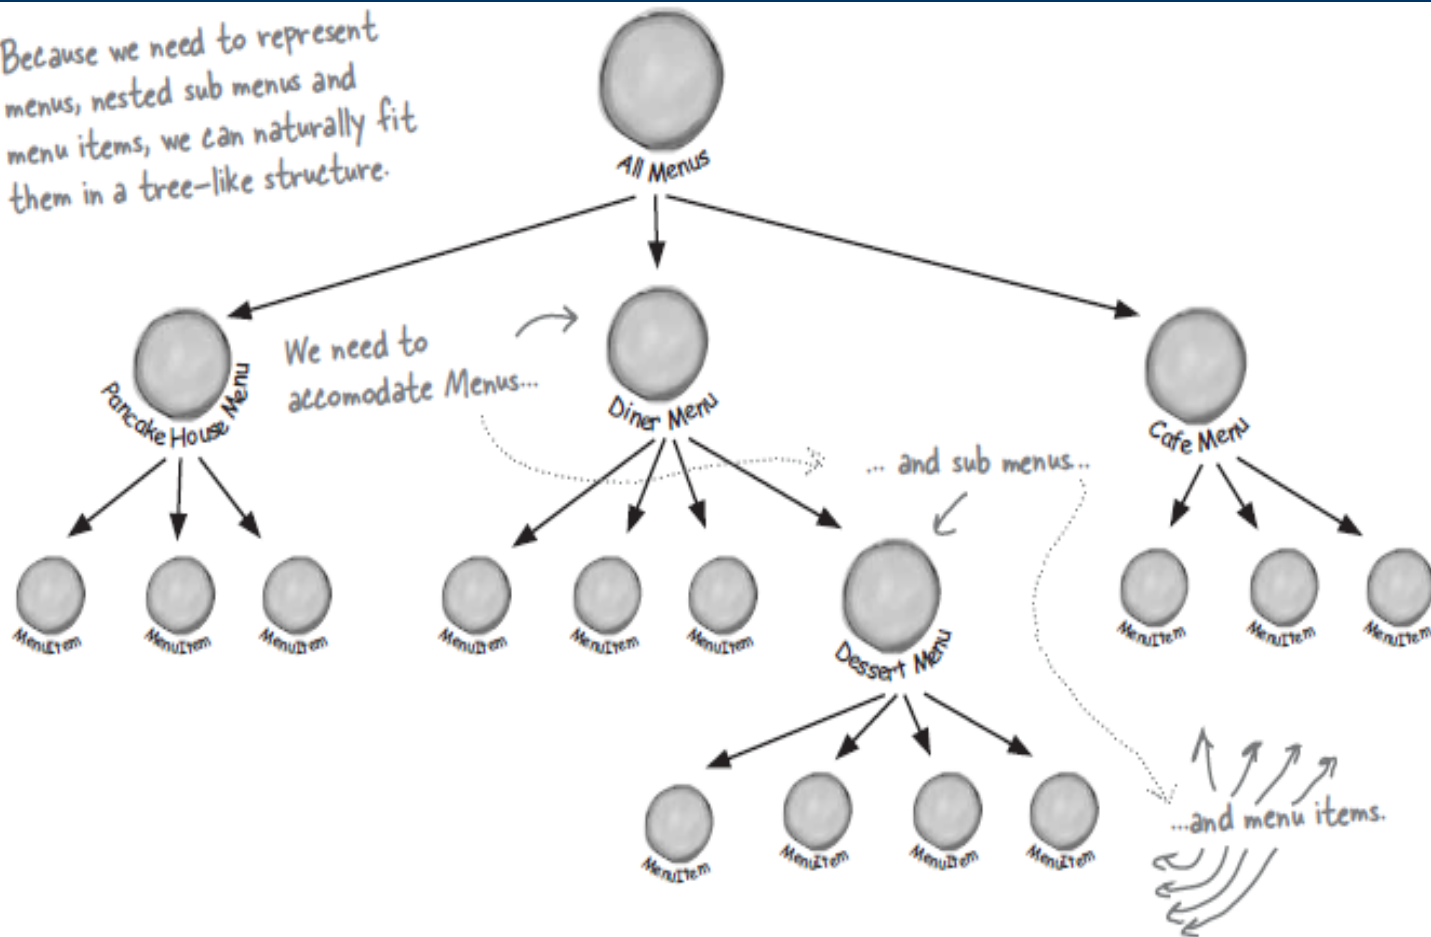 Because we need to represent
menus, nested sub menus and
menu items, we can naturally fit
them in a tree-like structure.
All Menus
We need to
accomodate Menus...
Pancake House Menu
Diner Menu
Cafe Menu
... and sub menus...
MenuItem
MenuItem
MenuItem
MenuItem
MenuItem
MenuItem
Dessert Menu
MenuItem
MenuItem
MenuItem
MenuItem
MenuItem
MenuItem
MenuItem
...and menu items.